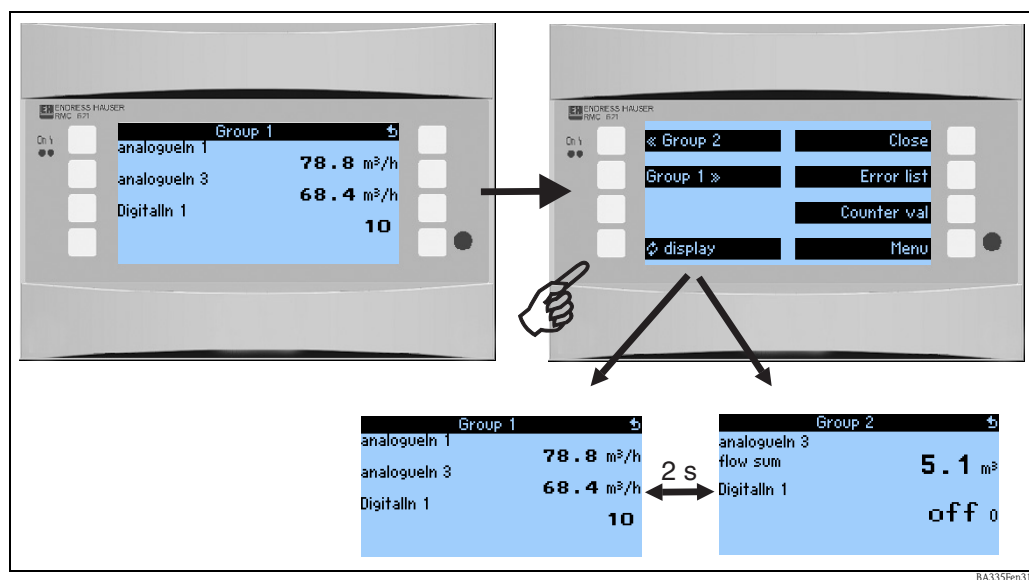 ENDRESS HAUSER
RMC 671
On
Group 1
analogueIn 1
78.8 m³/h
analogueIn 3
68.4 m³/h
DigitalIn 1
10
ENDRESS HAUSER
RMC 671
On
« Group 2
Close
Group 1 »
Error list
Counter val
display
Menu
Group 1
analogueIn 1
78.8 m³/h
analogueIn 3
68.4 m³/h
DigitalIn 1
10
2 s
Group 2
analogueIn 3
flow sum
5.1 m³
DigitalIn 1
off 0